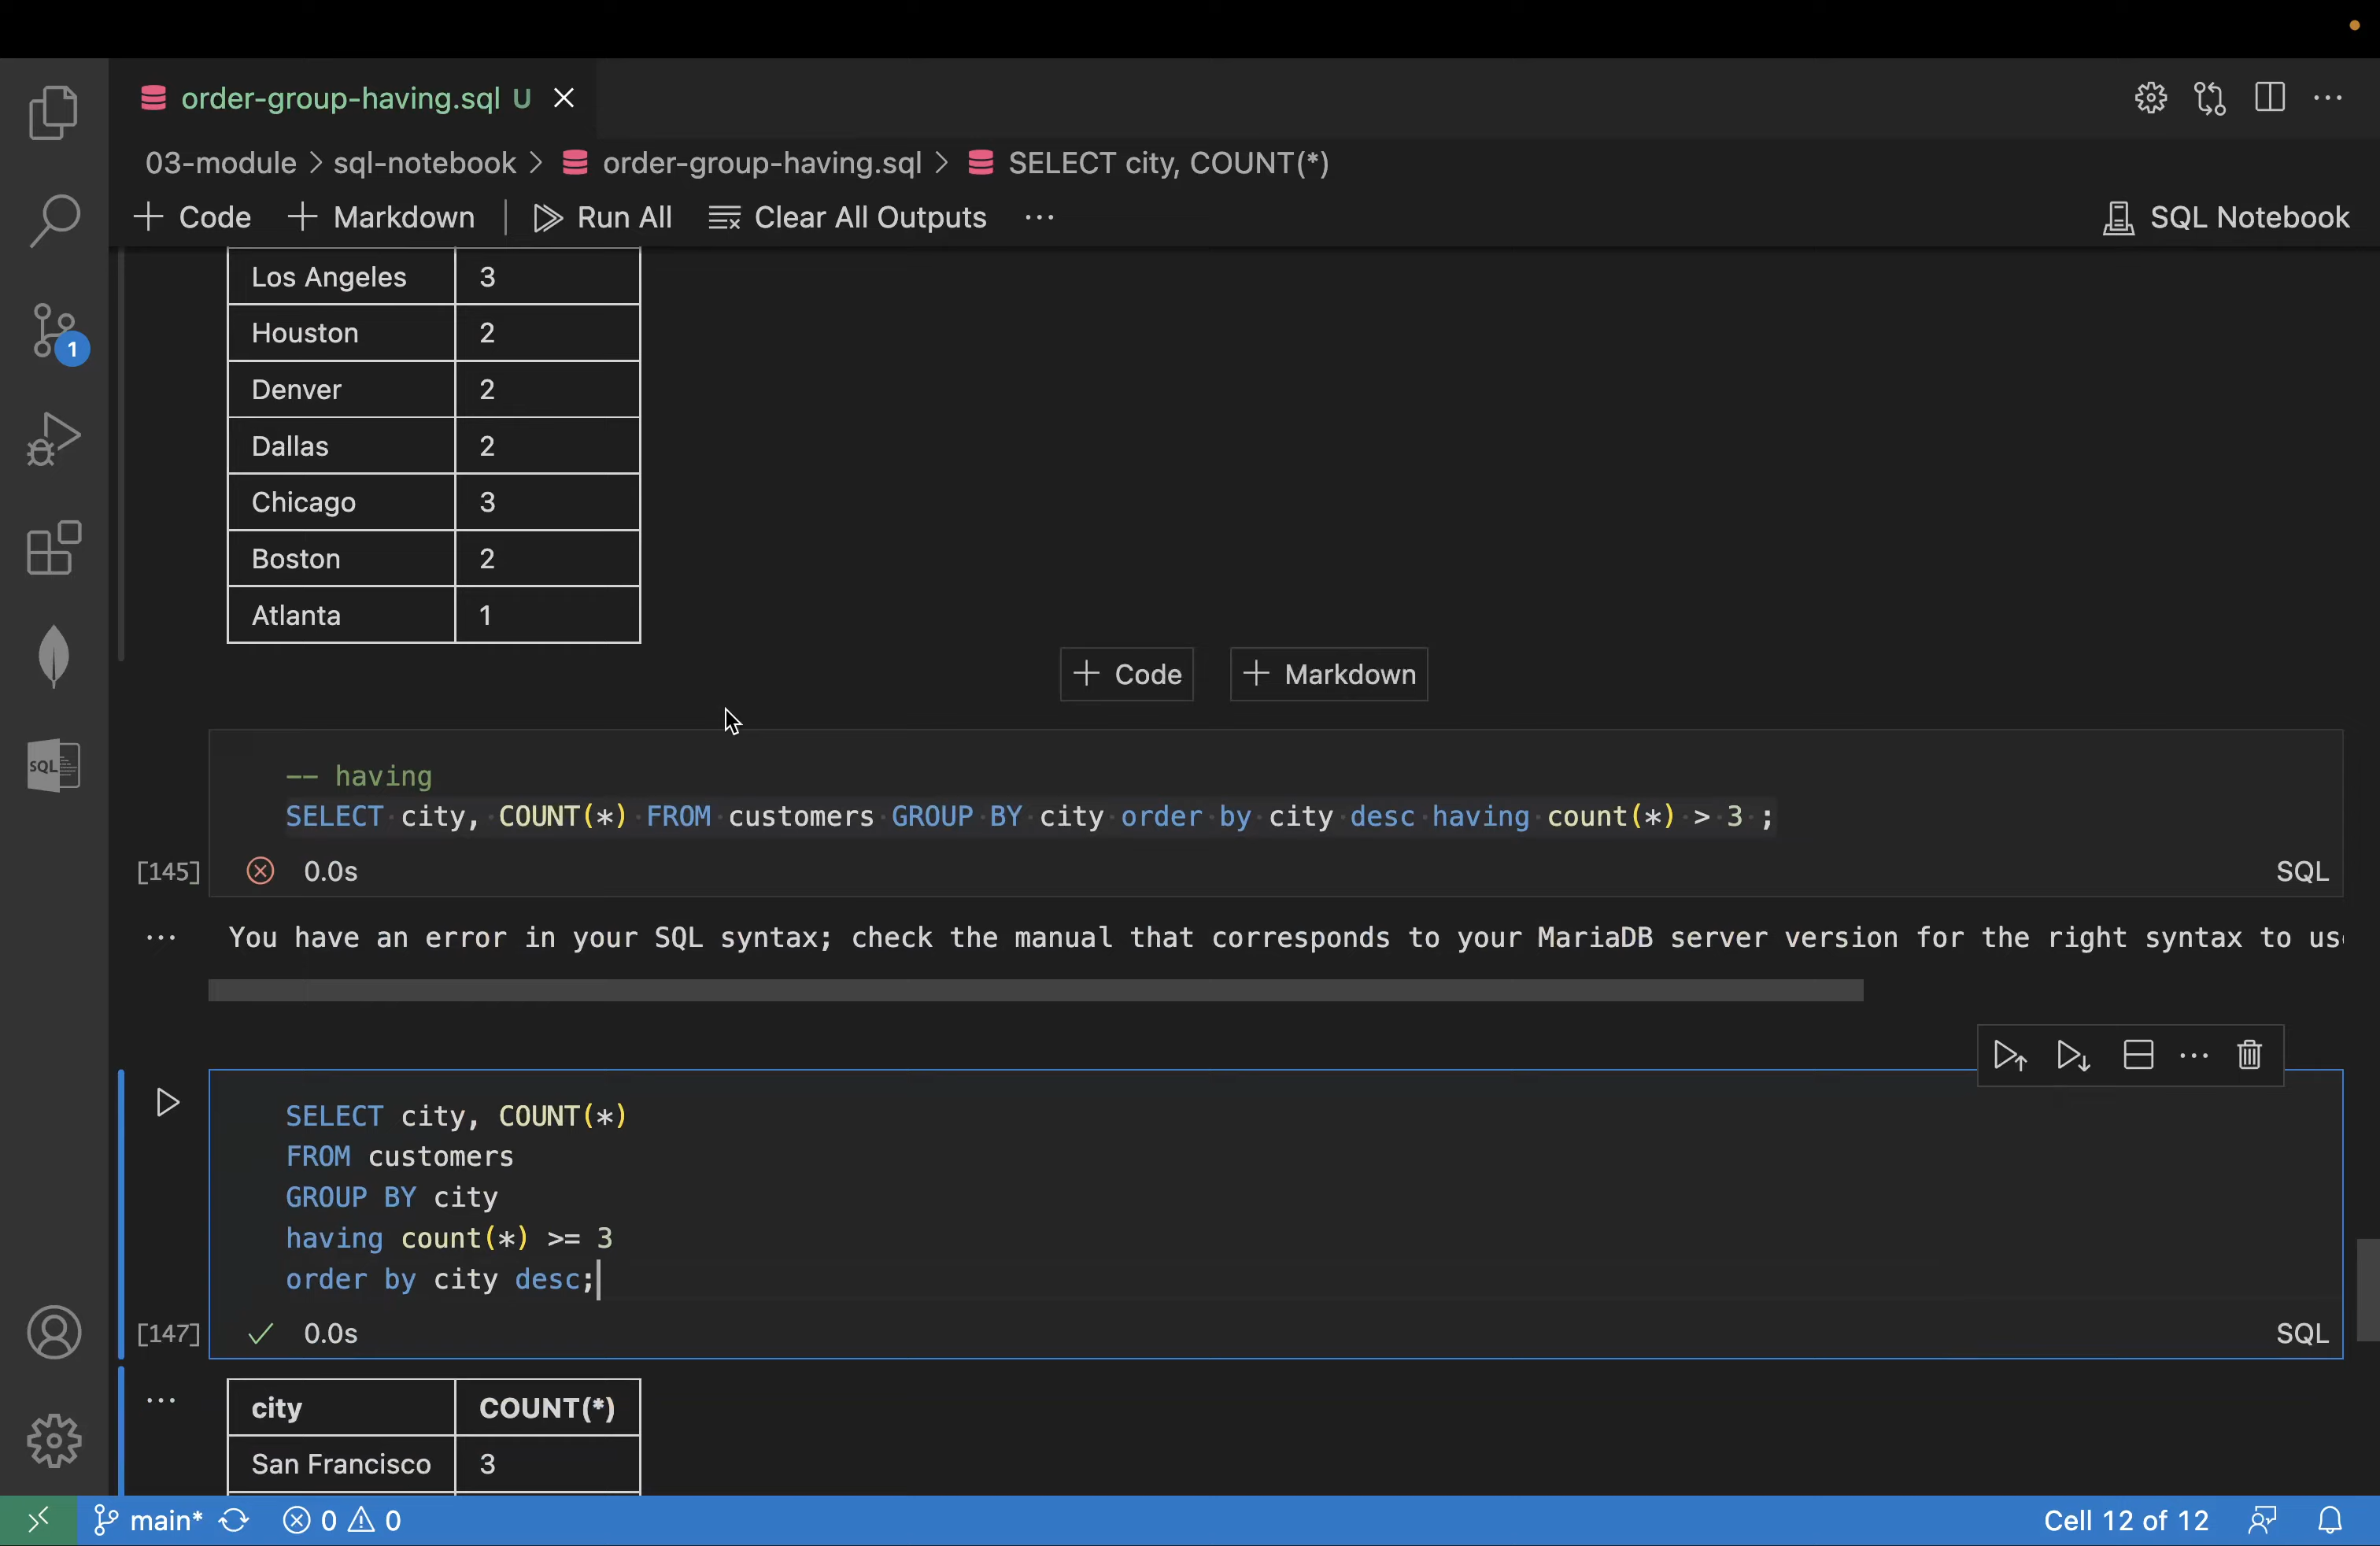 order-group-having.sql U
03-module > sql-notebook > order-group-having.sql > SELECT city, COUNT(*)
+ Code + Markdown Run All Clear All Outputs ... SQL Notebook
Los Angeles 3
Houston 2
Denver 2
Dallas 2
Chicago 3
Boston 2
Atlanta 1
+ Code + Markdown
-- having
SELECT city, COUNT(*) FROM customers GROUP BY city order by city desc having count(*) > 3 ;
[145] 0.0s SQL
... You have an error in your SQL syntax; check the manual that corresponds to your MariaDB server version for the right syntax to us
SELECT city, COUNT(*)
FROM customers
GROUP BY city
having count(*) >= 3
order by city desc;
[147] 0.0s SQL
... city COUNT(*)
San Francisco 3
main* 0 0 Cell 12 of 12
1
SQL